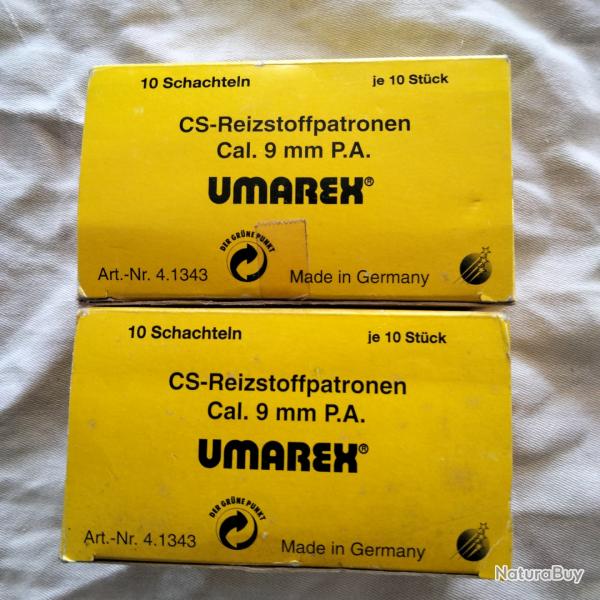 10 Schachteln je 10 Stück
CS-Reizstoffpatronen
Cal. 9 mm P.A.
UMAREX®
DER GRÜNE PUNKT
Art.-Nr. 4.1343 Made in Germany
10 Schachteln je 10 Stück
CS-Reizstoffpatronen
Cal. 9 mm P.A.
UMAREX®
DER GRÜNE PUNKT
Art.-Nr. 4.1343 Made in Germany
NaturaBuy